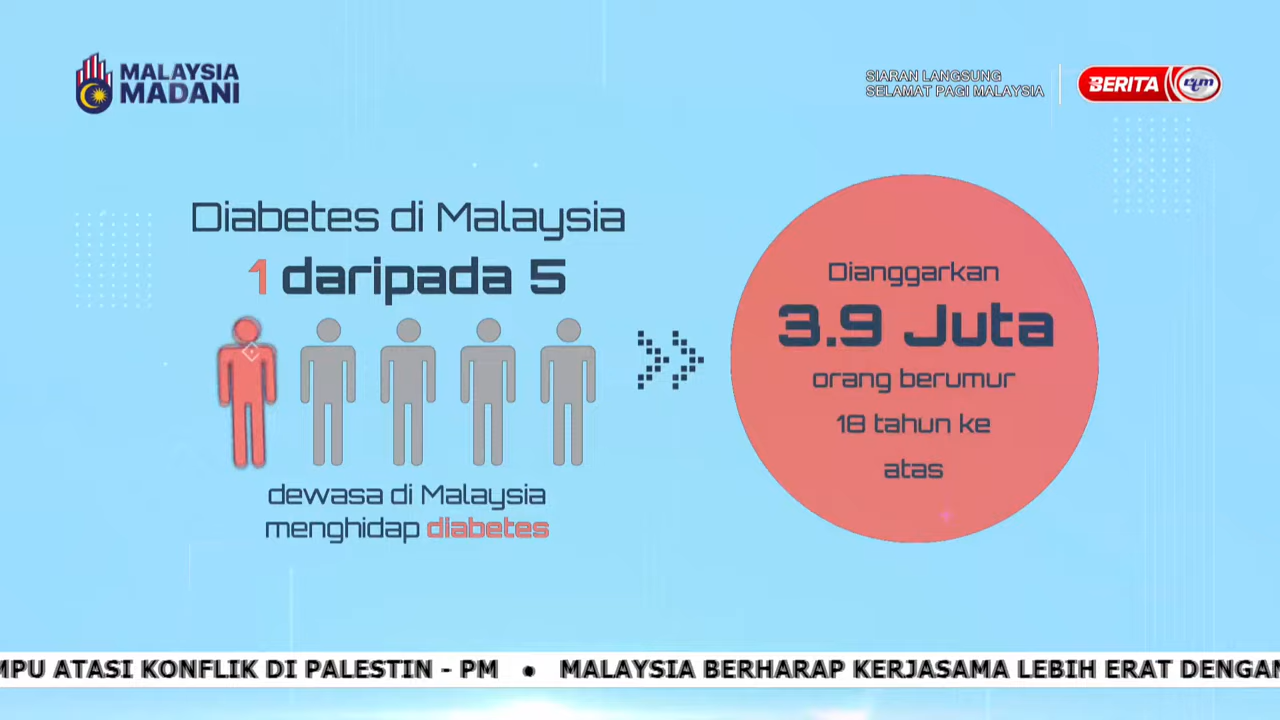 MALAYSIA
MADANI
SIARAN LANGSUNG
SELAMAT PAGI MALAYSIA
BERITA rtm
Diabetes di Malaysia
1 daripada 5
dewasa di Malaysia
menghidap diabetes
Dianggarkan
3.9 Juta
orang berumur
18 tahun ke
atas
MPU ATASI KONFLIK DI PALESTIN - PM • MALAYSIA BERHARAP KERJASAMA LEBIH ERAT DENGAN